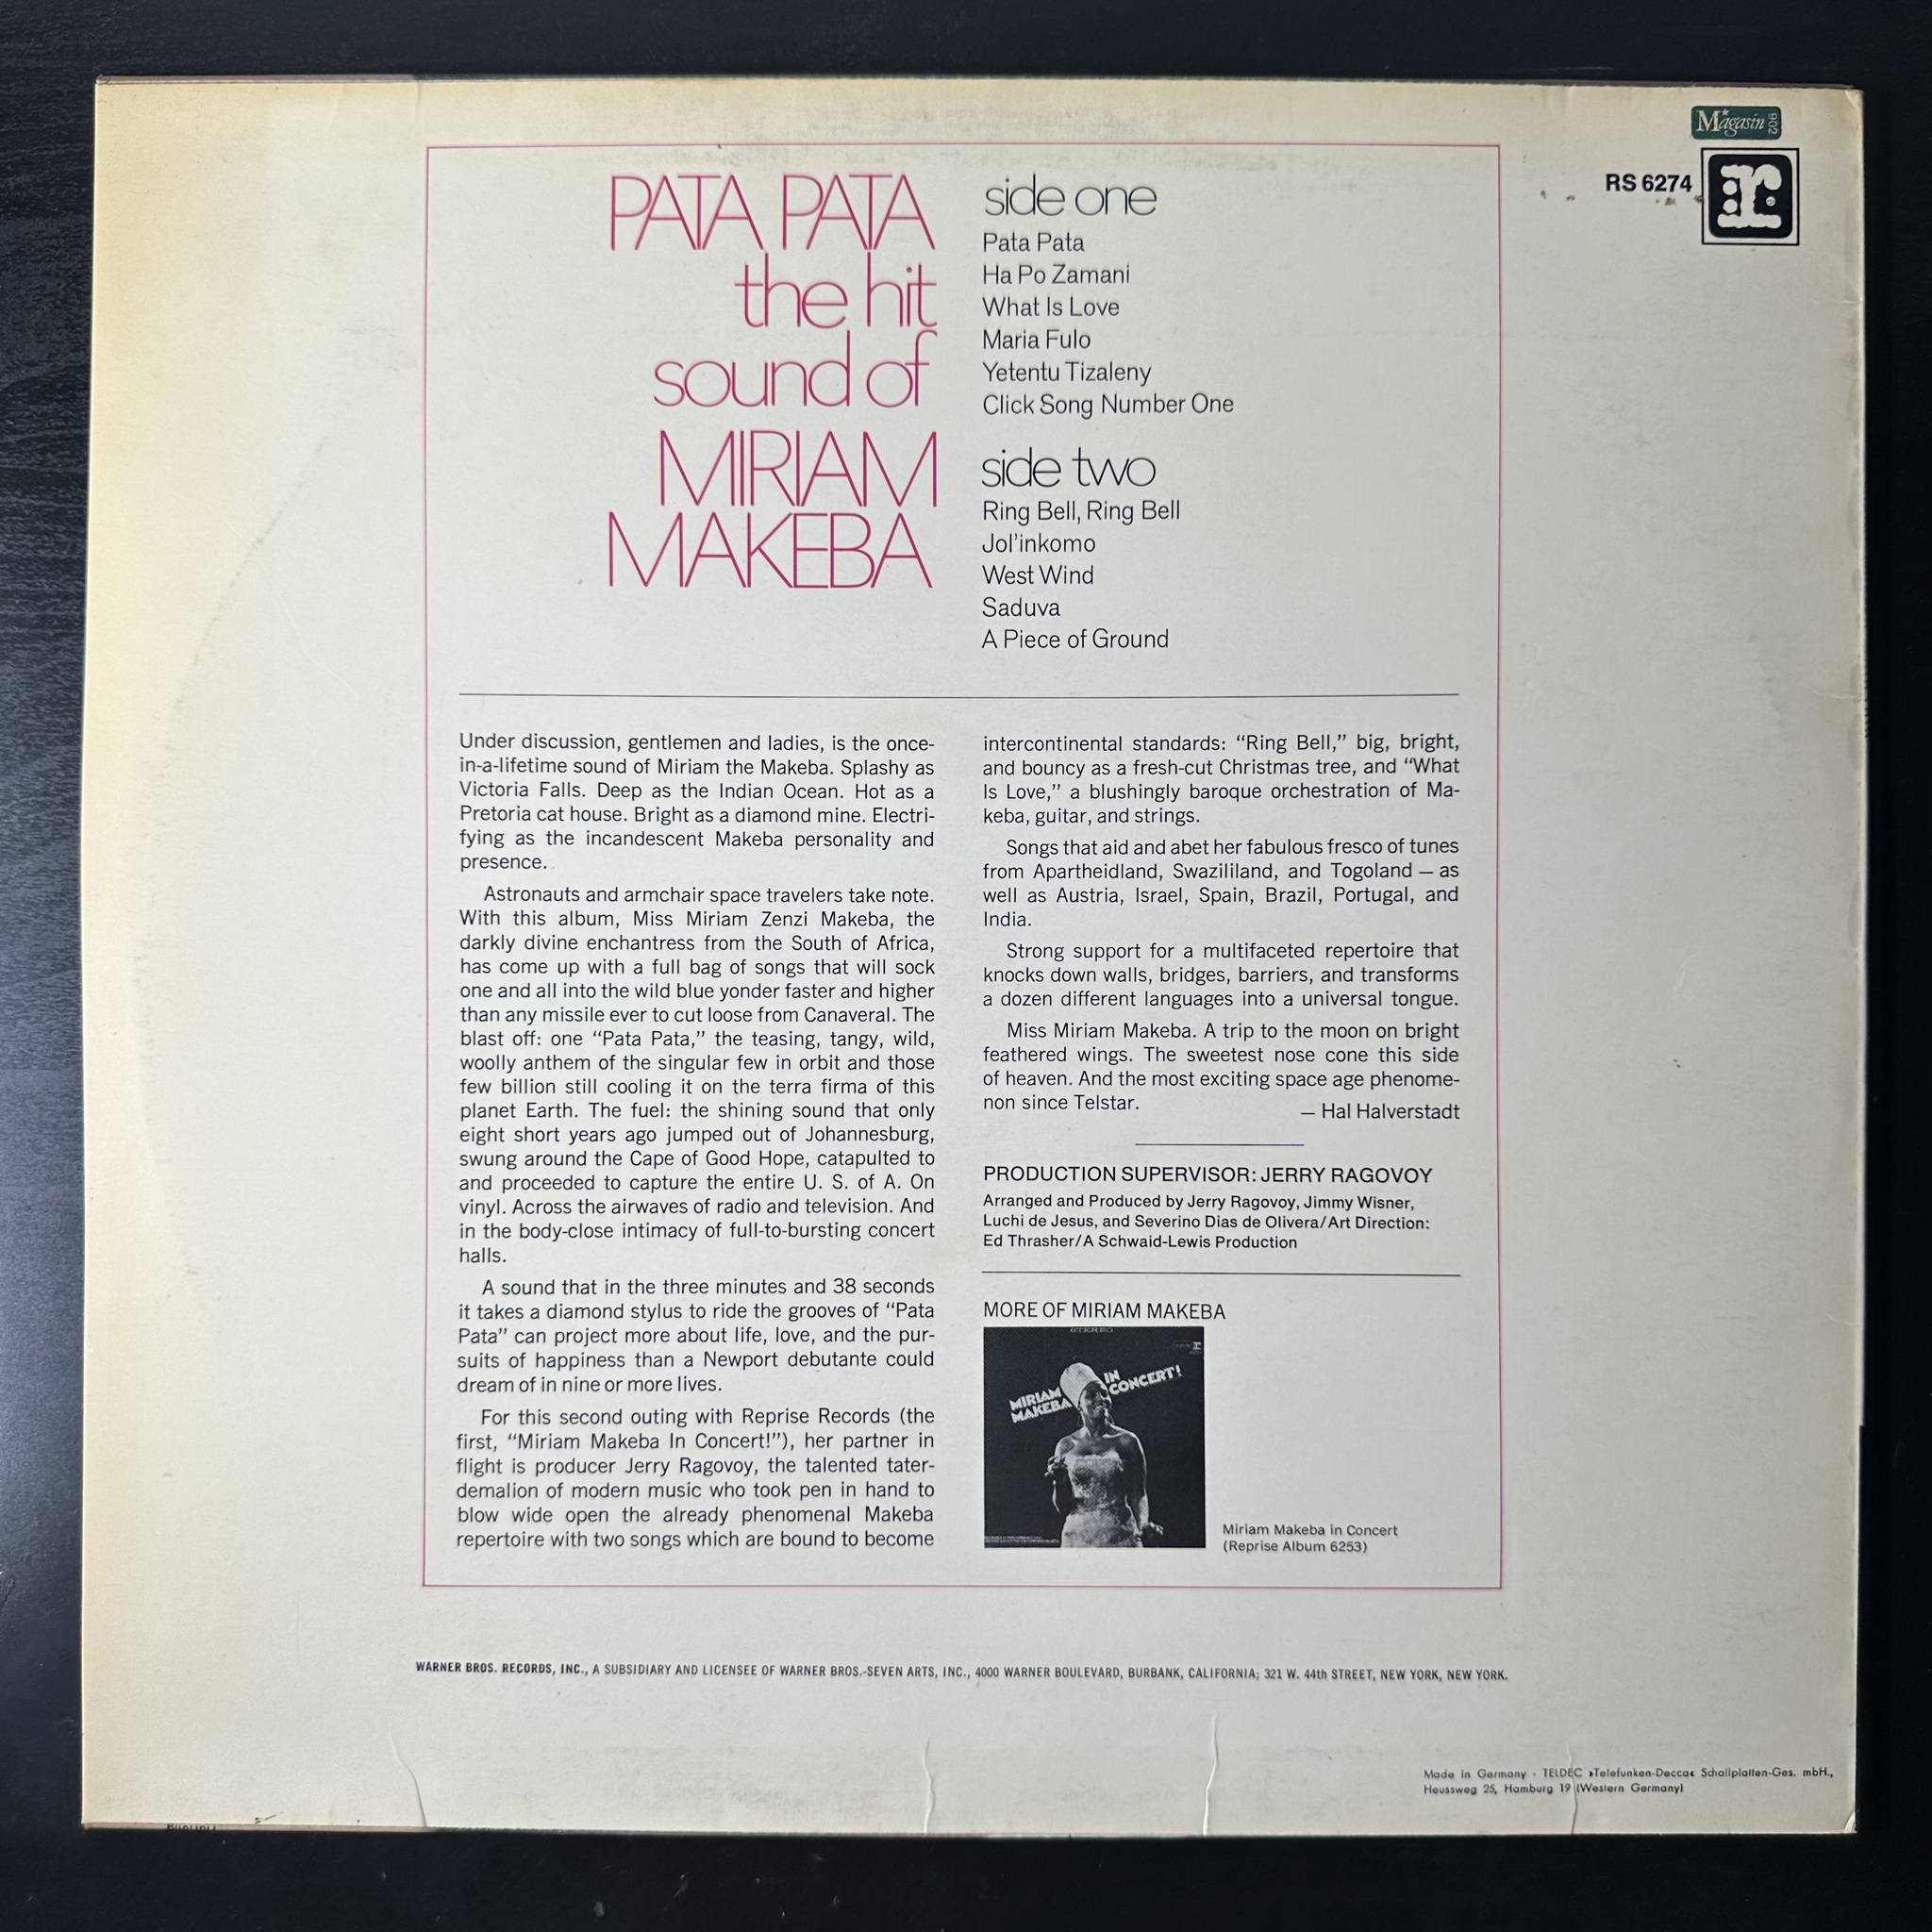 Magasin
902
RS 6274
r:
PATA PATA
the hit
sound of
MIRIAM
MAKEBA
side one
Pata Pata
Ha Po Zamani
What Is Love
Maria Fulo
Yetentu Tizaleny
Click Song Number One
side two
Ring Bell, Ring Bell
Jol'inkomo
West Wind
Saduva
A Piece of Ground
Under discussion, gentlemen and ladies, is the once-
in-a-lifetime sound of Miriam the Makeba. Splashy as
Victoria Falls. Deep as the Indian Ocean. Hot as a
Pretoria cat house. Bright as a diamond mine. Electri-
fying as the incandescent Makeba personality and
presence.
Astronauts and armchair space travelers take note.
With this album, Miss Miriam Zenzi Makeba, the
darkly divine enchantress from the South of Africa,
has come up with a full bag of songs that will sock
one and all into the wild blue yonder faster and higher
than any missile ever to cut loose from Canaveral. The
blast off: one “Pata Pata,” the teasing, tangy, wild,
woolly anthem of the singular few in orbit and those
few billion still cooling it on the terra firma of this
planet Earth. The fuel: the shining sound that only
eight short years ago jumped out of Johannesburg,
swung around the Cape of Good Hope, catapulted to
and proceeded to capture the entire U. S. of A. On
vinyl. Across the airwaves of radio and television. And
in the body-close intimacy of full-to-bursting concert
halls.
A sound that in the three minutes and 38 seconds
it takes a diamond stylus to ride the grooves of “Pata
Pata” can project more about life, love, and the pur-
suits of happiness than a Newport debutante could
dream of in nine or more lives.
For this second outing with Reprise Records (the
first, “Miriam Makeba In Concert!”), her partner in
flight is producer Jerry Ragovoy, the talented tater-
demalion of modern music who took pen in hand to
blow wide open the already phenomenal Makeba
repertoire with two songs which are bound to become
intercontinental standards: “Ring Bell,” big, bright,
and bouncy as a fresh-cut Christmas tree, and “What
Is Love,” a blushingly baroque orchestration of Ma-
keba, guitar, and strings.
Songs that aid and abet her fabulous fresco of tunes
from Apartheidland, Swazililand, and Togoland — as
well as Austria, Israel, Spain, Brazil, Portugal, and
India.
Strong support for a multifaceted repertoire that
knocks down walls, bridges, barriers, and transforms
a dozen different languages into a universal tongue.
Miss Miriam Makeba. A trip to the moon on bright
feathered wings. The sweetest nose cone this side
of heaven. And the most exciting space age phenome-
non since Telstar.
— Hal Halverstadt
PRODUCTION SUPERVISOR: JERRY RAGOVOY
Arranged and Produced by Jerry Ragovoy, Jimmy Wisner,
Luchi de Jesus, and Severino Dias de Olivera/Art Direction:
Ed Thrasher/A Schwaid-Lewis Production
MORE OF MIRIAM MAKEBA
STEREO
MIRIAM
MAKEBA
IN
CONCERT!
Miriam Makeba in Concert
(Reprise Album 6253)
WARNER BROS. RECORDS, INC., A SUBSIDIARY AND LICENSEE OF WARNER BROS.-SEVEN ARTS, INC., 4000 WARNER BOULEVARD, BURBANK, CALIFORNIA; 321 W. 44th STREET, NEW YORK, NEW YORK.
Made in Germany · TELDEC »Telefunken-Decca« Schallplatten-Ges. mbH.,
Heussweg 25, Hamburg 19 (Western Germany)